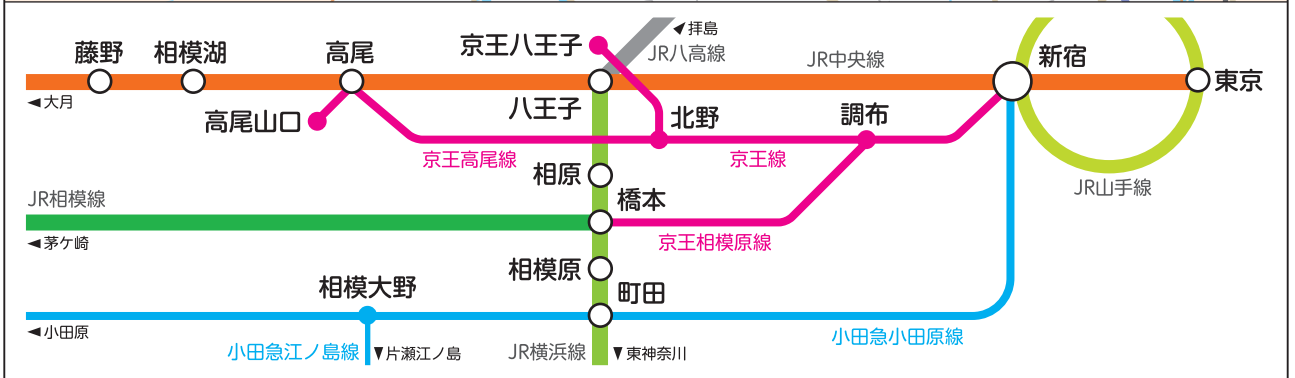 拝島
京王八王子
藤野
相模湖
高尾
JR八高線
JR中央線
新宿
東京
大月
八王子
高尾山口
北野
調布
京王高尾線
京王線
相原
JR山手線
JR相模線
橋本
茅ケ崎
京王相模原線
相模原
相模大野
町田
小田原
小田急小田原線
小田急江ノ島線
片瀬江ノ島
JR横浜線
東神奈川